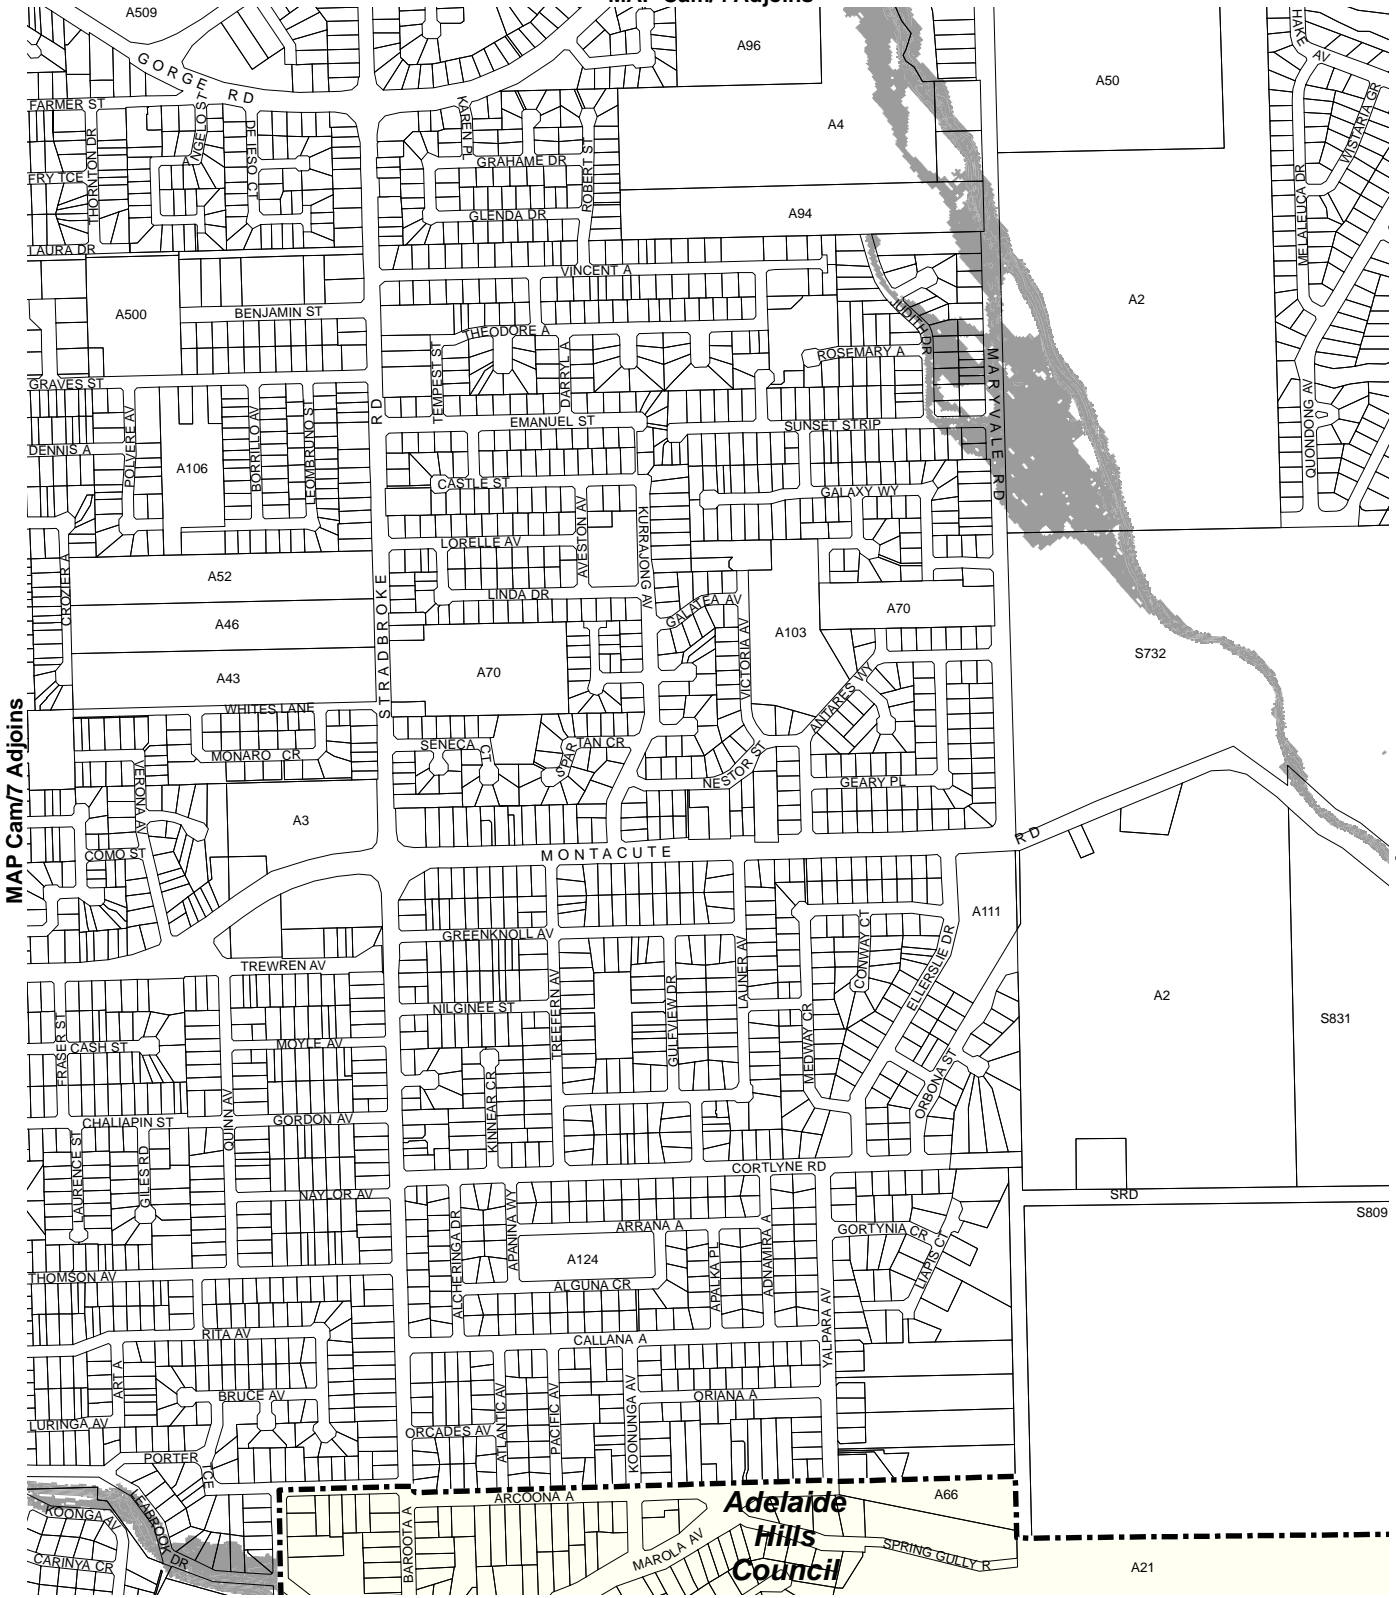 A509
A96
A50
SHAKE AV
GORGE RD
FARMER ST
ANGELO ST
DE IESO CT
KAREN PL
A4
WISTARIA GR
THORNTON DR
GRAHAME DR
ROBERT ST
FRY TCE
GLENDA DR
A94
MELALEUCA DR
LAURA DR
VINCENT A
A2
A500
BENJAMIN ST
JUDITH DR
THEODORE A
TEMPEST ST
DARRYL A
ROSEMARY A
MARYVALE RD
GRAVES ST
RD
POLVERE AV
EMANUEL ST
SUNSET STRIP
QUONDONG AV
DENNIS A
A106
BORRILLO AV
LEOMBRUNO S
CASTLE ST
GALAXY WY
AVESTON AV
KURRAJONG AV
LORELLE AV
CROZIER A
A52
LINDA DR
GALATEA AV
A70
A46
STRADBROKE
VICTORIA AV
A103
S732
A43
A70
ANTARES WY
MAP Cam/7 Adjoins
WHITES LANE
MONARO CR
SENECA CT
SPARTAN CR
NESTOR ST
GEARY PL
VERONA AV
A3
MONTACUTE RD
COMO ST
A111
GREENKNOLL AV
LAUNER AV
CONWAY CT
ELLERSLIE DR
TREWREN AV
TREEFERN AV
GULFVIEW DR
A2
NILGINEE ST
S831
FRASER ST
CASH ST
MOYLE AV
MEDWAY CR
ORBONA ST
KINNEAR CR
QUINN AV
CHALIAPIN ST
GORDON AV
LAURENCE ST
GILES RD
CORTLYNE RD
NAYLOR AV
SRD
S809
APANINA WY
ALCHERINGA DR
ARRANA A
ADNAMIRA A
GORTYNIA CR
LIAPIS CT
A124
APALKA PL
THOMSON AV
ALGUNA CR
YALPARA AV
RITA AV
CALLANA A
ART A
BRUCE AV
ATLANTIC AV
PACIFIC AV
KOONUNGA AV
ORIANA A
LURINGA AV
ORCADES AV
PORTER TCE
LEABROOK DR
KOONGA AV
CARINYA CR
ARCOONA A
BAROOTA A
MAROLA AV
Adelaide
Hills
Council
A66
SPRING GULLY R
A21